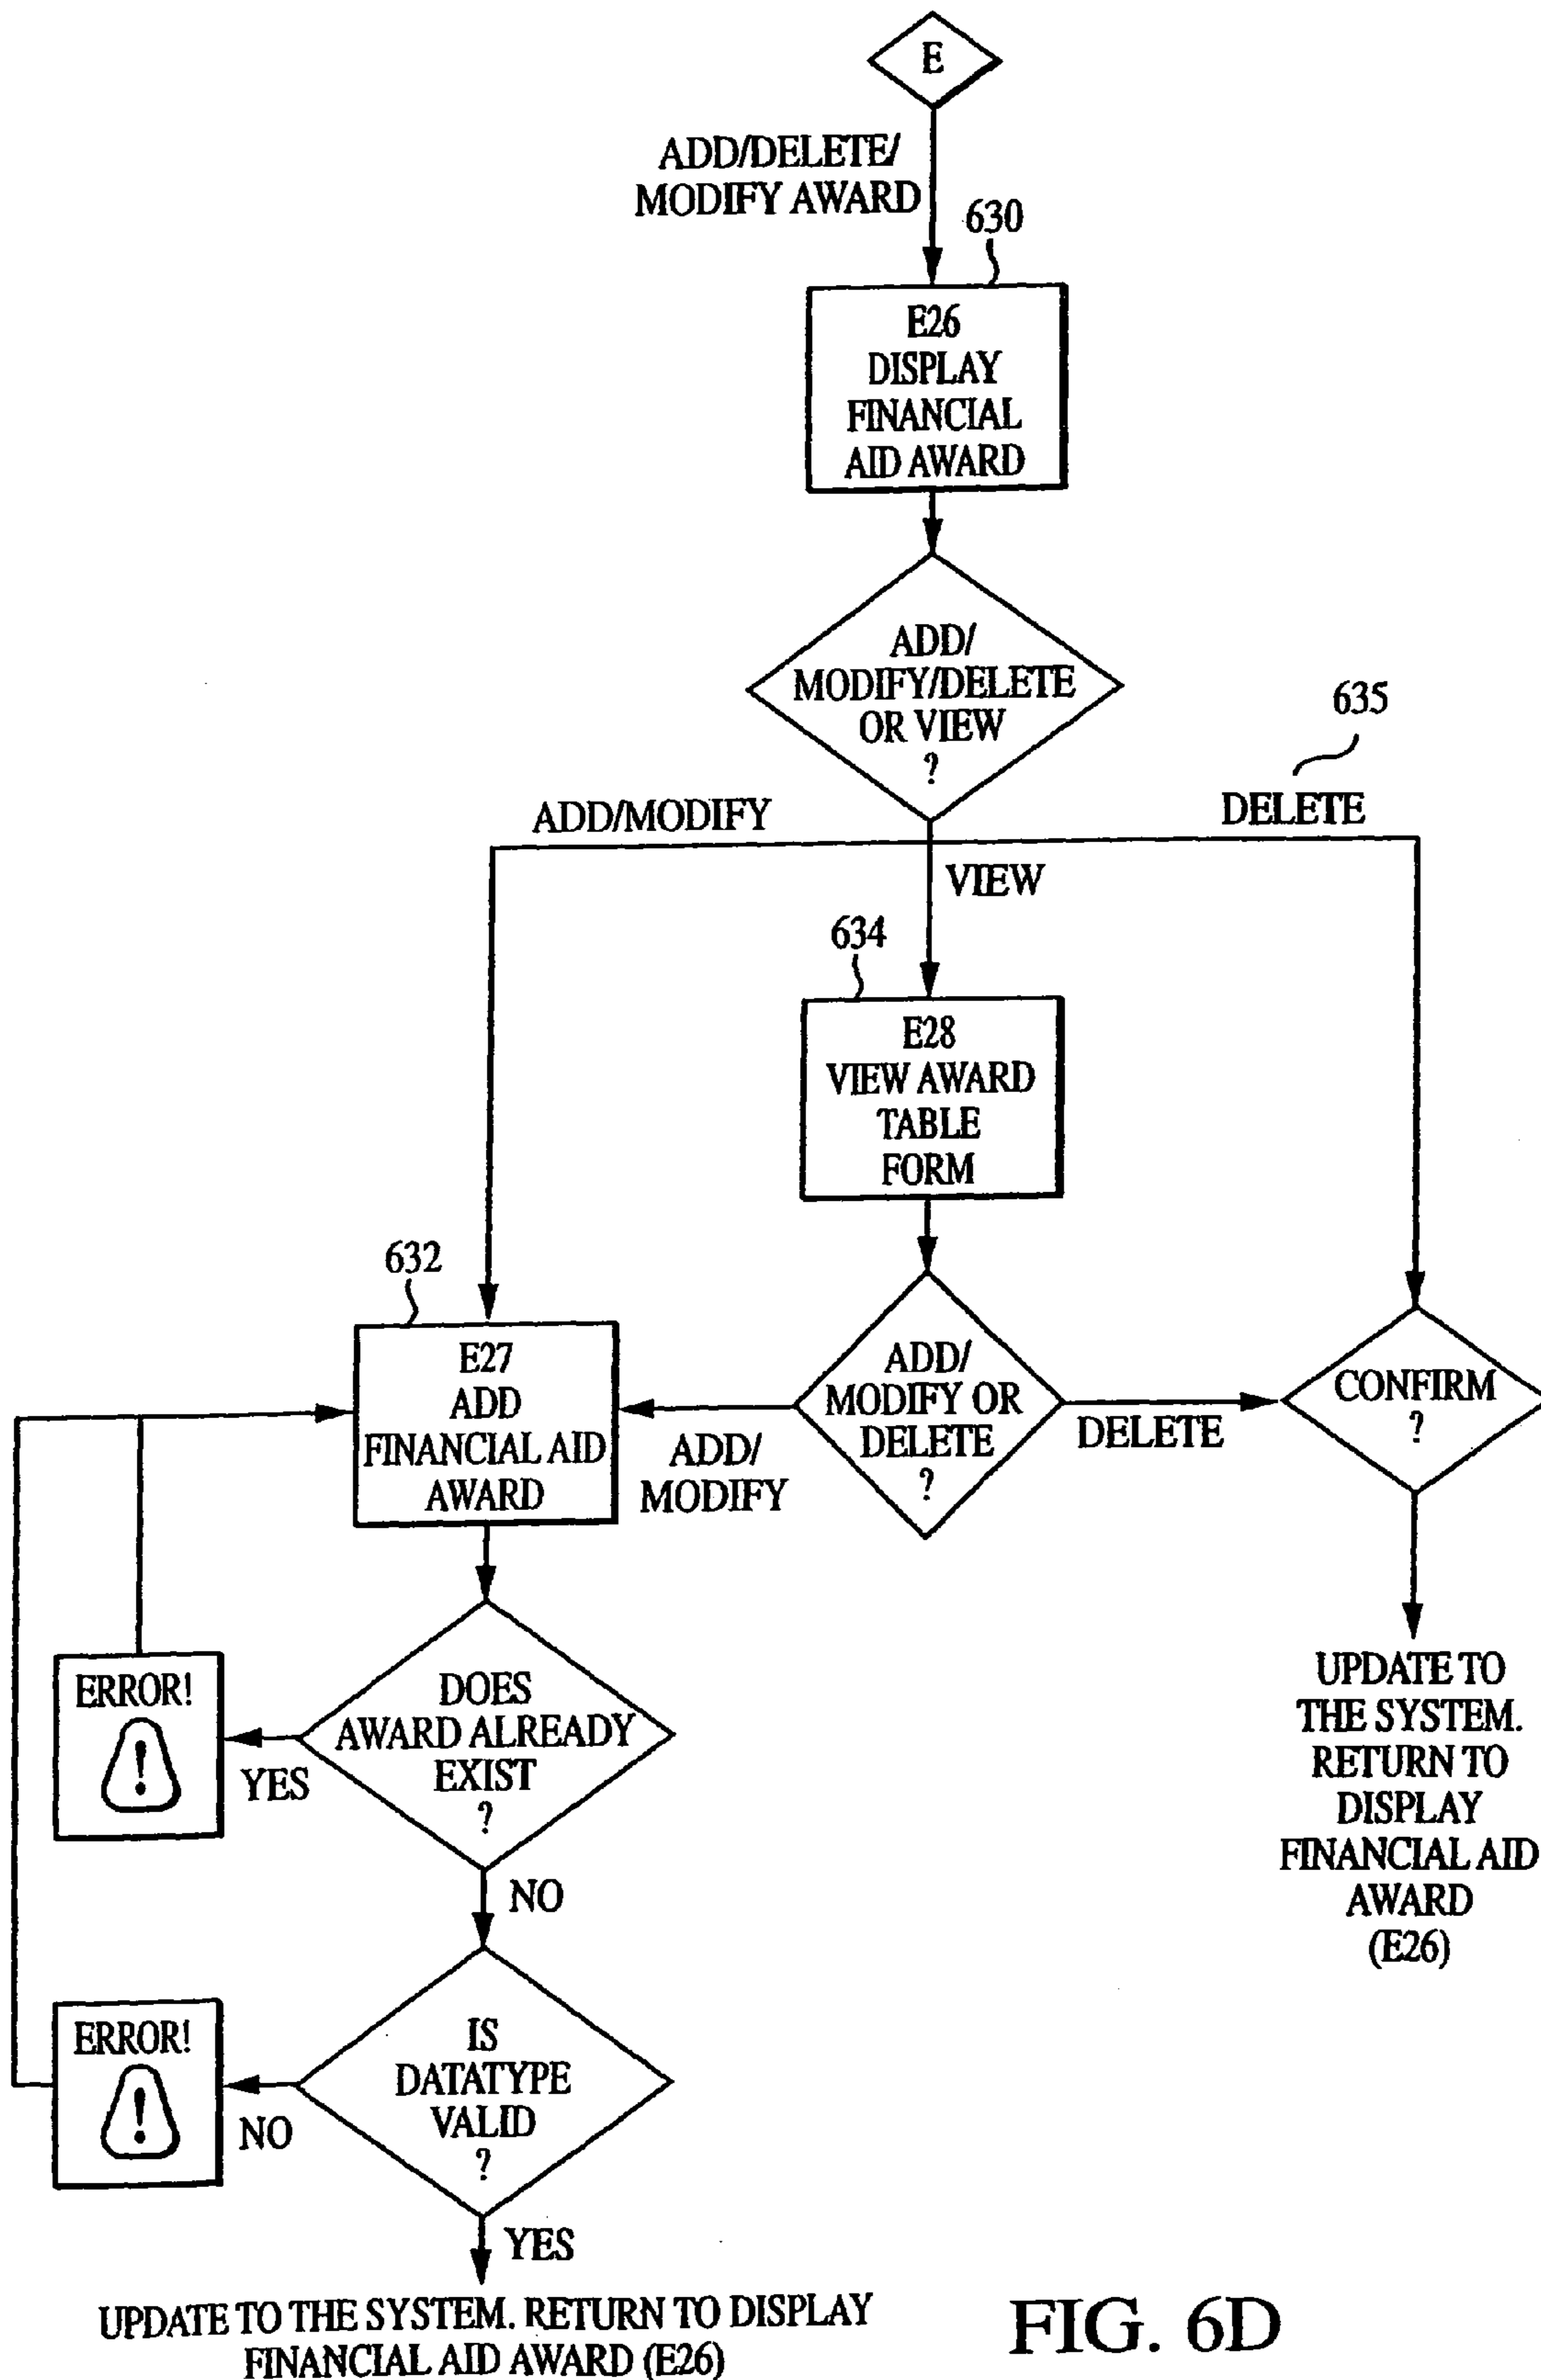 E
ADD/DELETE/
MODIFY AWARD
630
E26
DISPLAY
FINANCIAL
AID AWARD
ADD/
MODIFY/DELETE
OR VIEW
?
635
ADD/MODIFY
DELETE
VIEW
634
E28
VIEW AWARD
TABLE
FORM
632
E27
ADD
FINANCIAL AID
AWARD
ADD/
MODIFY
ADD/
MODIFY OR
DELETE
?
DELETE
CONFIRM
?
UPDATE TO
THE SYSTEM.
RETURN TO
DISPLAY
FINANCIAL AID
AWARD
(E26)
ERROR!
!
YES
DOES
AWARD ALREADY
EXIST
?
NO
ERROR!
!
NO
IS
DATATYPE
VALID
?
YES
UPDATE TO THE SYSTEM. RETURN TO DISPLAY
FINANCIAL AID AWARD (E26)
FIG. 6D